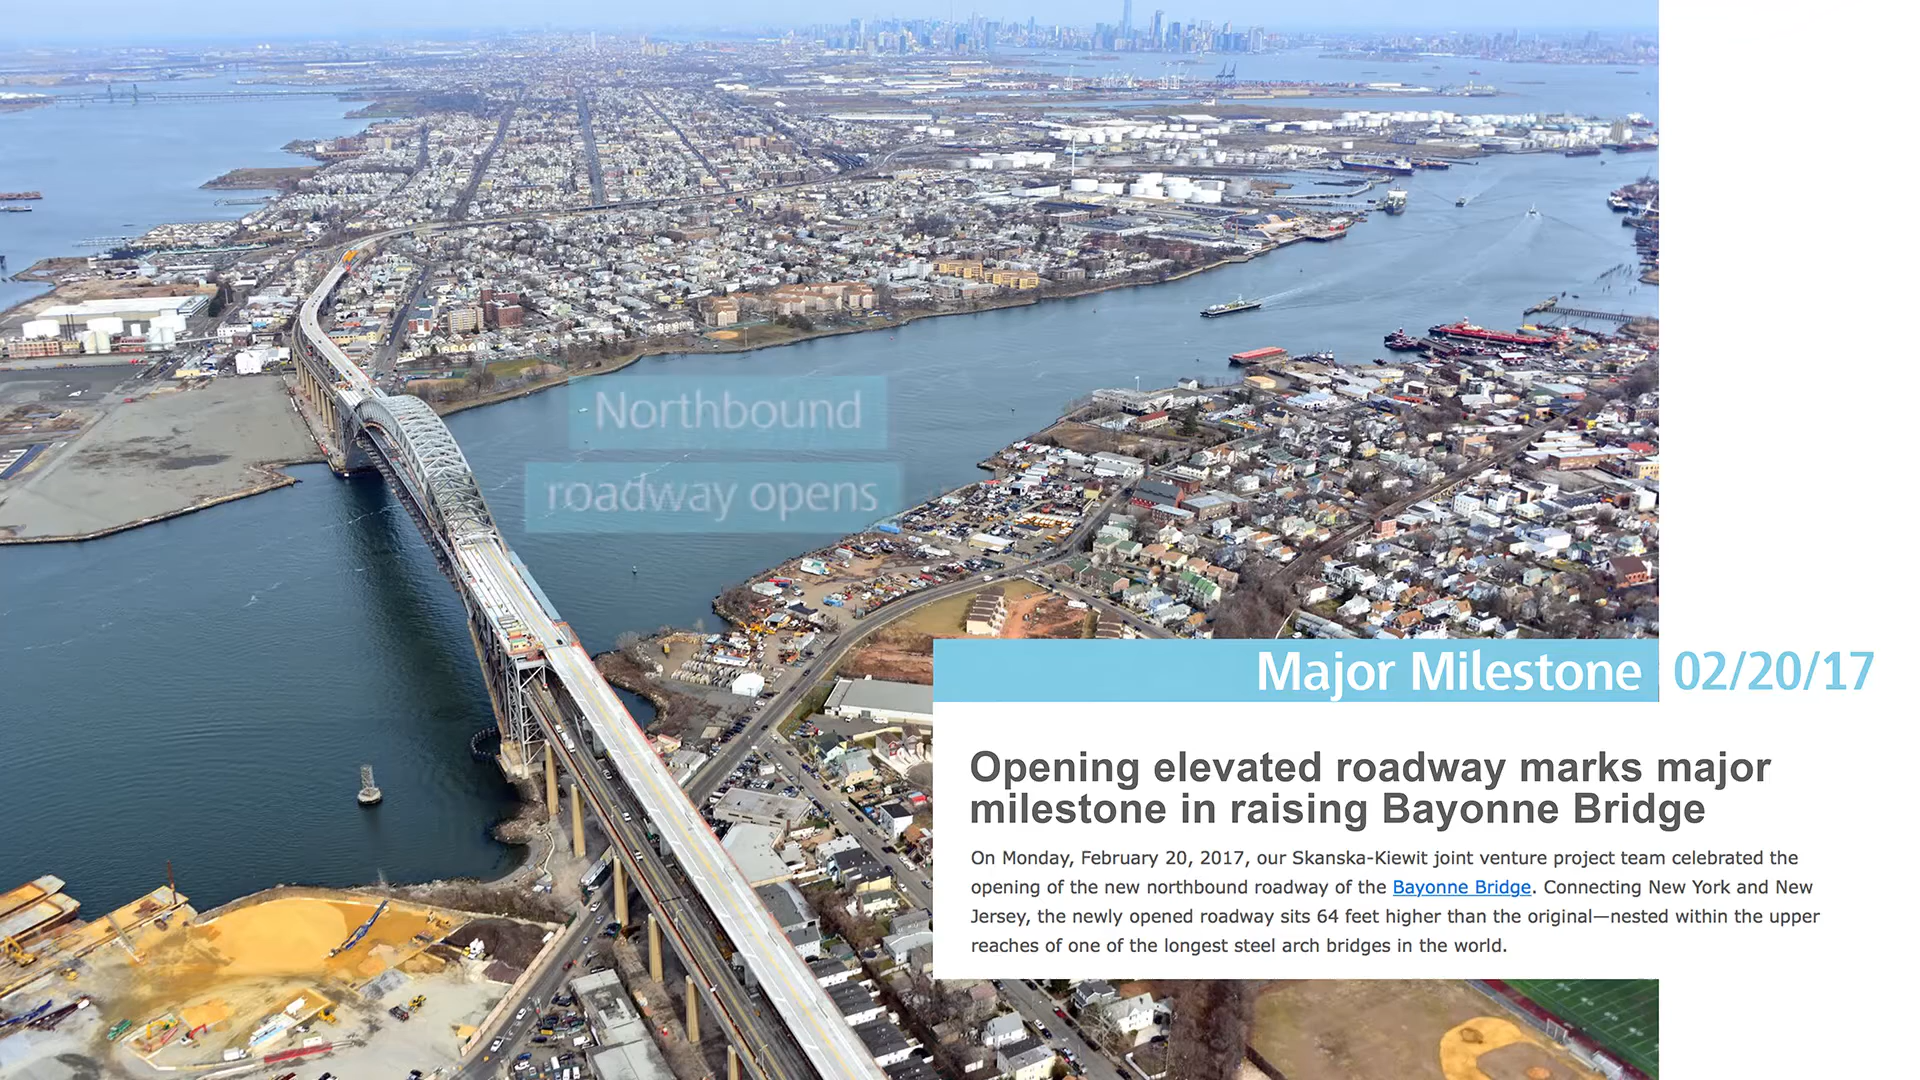 Northbound
roadway opens
Major Milestone 02/20/17
Opening elevated roadway marks major
milestone in raising Bayonne Bridge
On Monday, February 20, 2017, our Skanska-Kiewit joint venture project team celebrated the
opening of the new northbound roadway of the Bayonne Bridge. Connecting New York and New
Jersey, the newly opened roadway sits 64 feet higher than the original—nested within the upper
reaches of one of the longest steel arch bridges in the world.